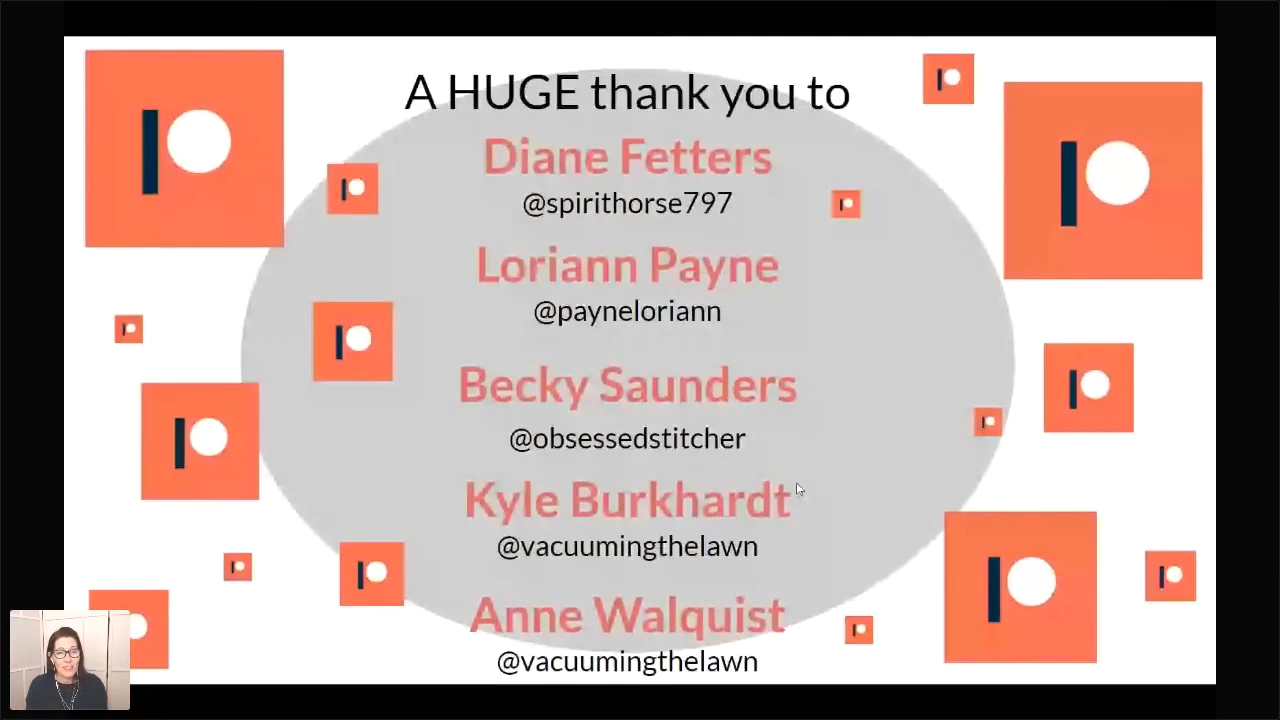 A HUGE thank you to
Diane Fetters
@spirithorse797
Loriann Payne
@payneloriann
Becky Saunders
@obsessedstitcher
Kyle Burkhardt
@vacuumingthelawn
Anne Walquist
@vacuumingthelawn